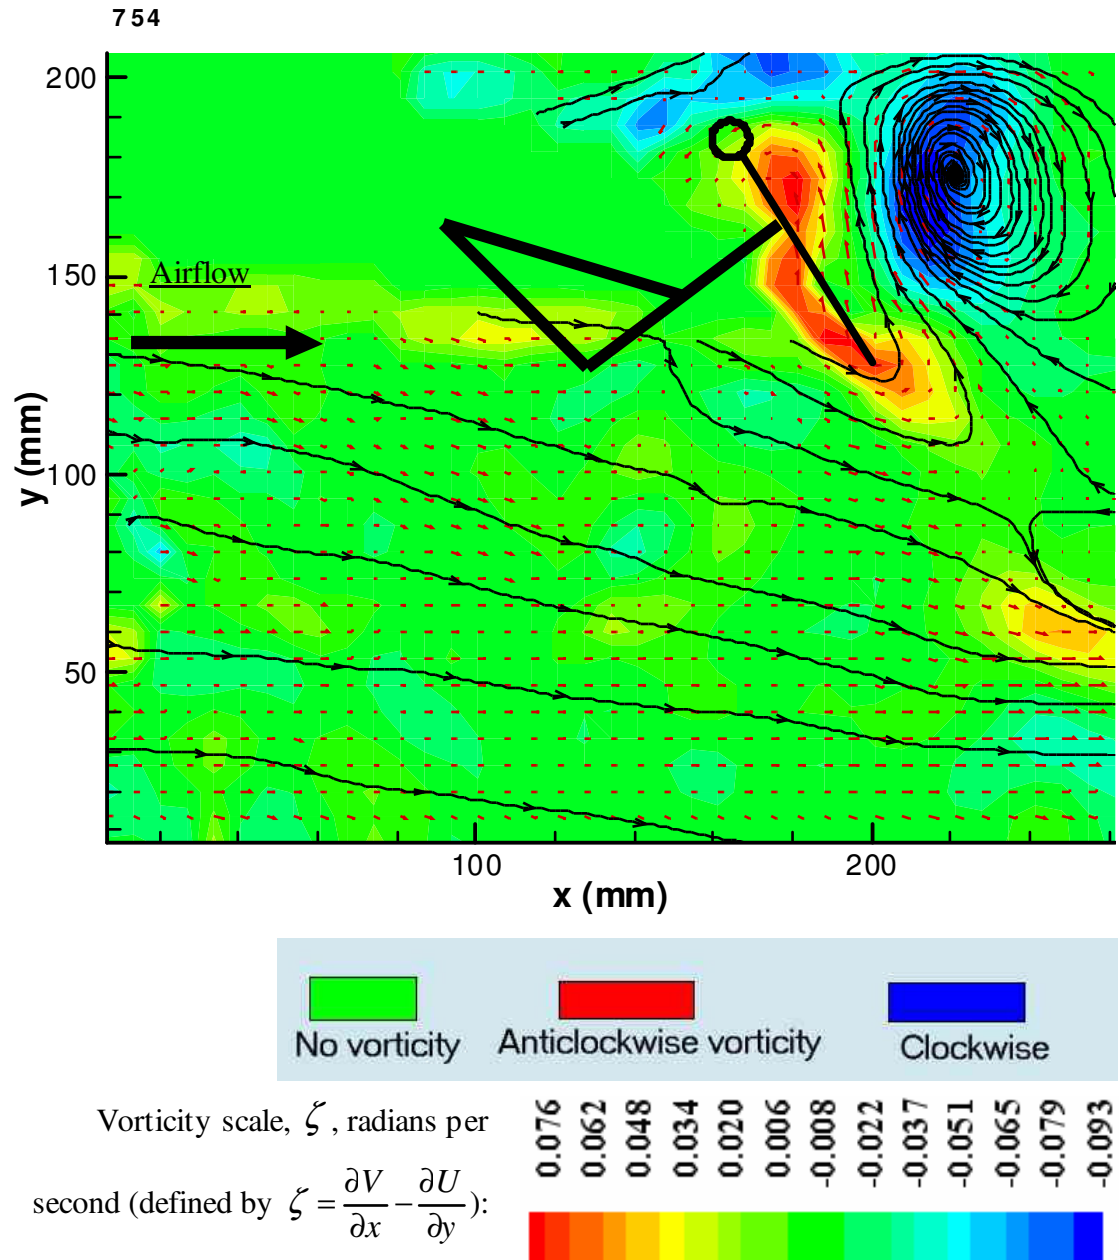 754
200
150
100
50
y (mm)
Airflow
100
200
x (mm)
No vorticity
Anticlockwise vorticity
Clockwise
Vorticity scale, ζ, radians per
second (defined by ζ = ∂V/∂x − ∂U/∂y):
0.076
0.062
0.048
0.034
0.020
0.006
-0.008
-0.022
-0.037
-0.051
-0.065
-0.079
-0.093